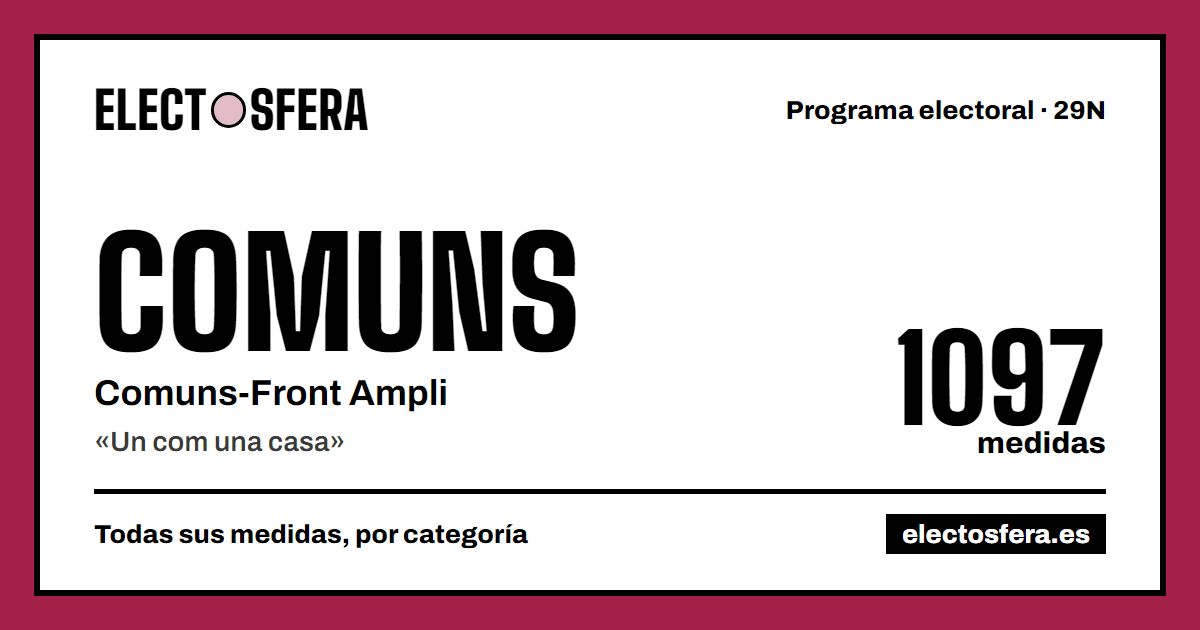 ELECTOSFERA
Programa electoral · 29N
COMUNS
Comuns-Front Ampli
«Un com una casa»
1097
medidas
Todas sus medidas, por categoría
electosfera.es